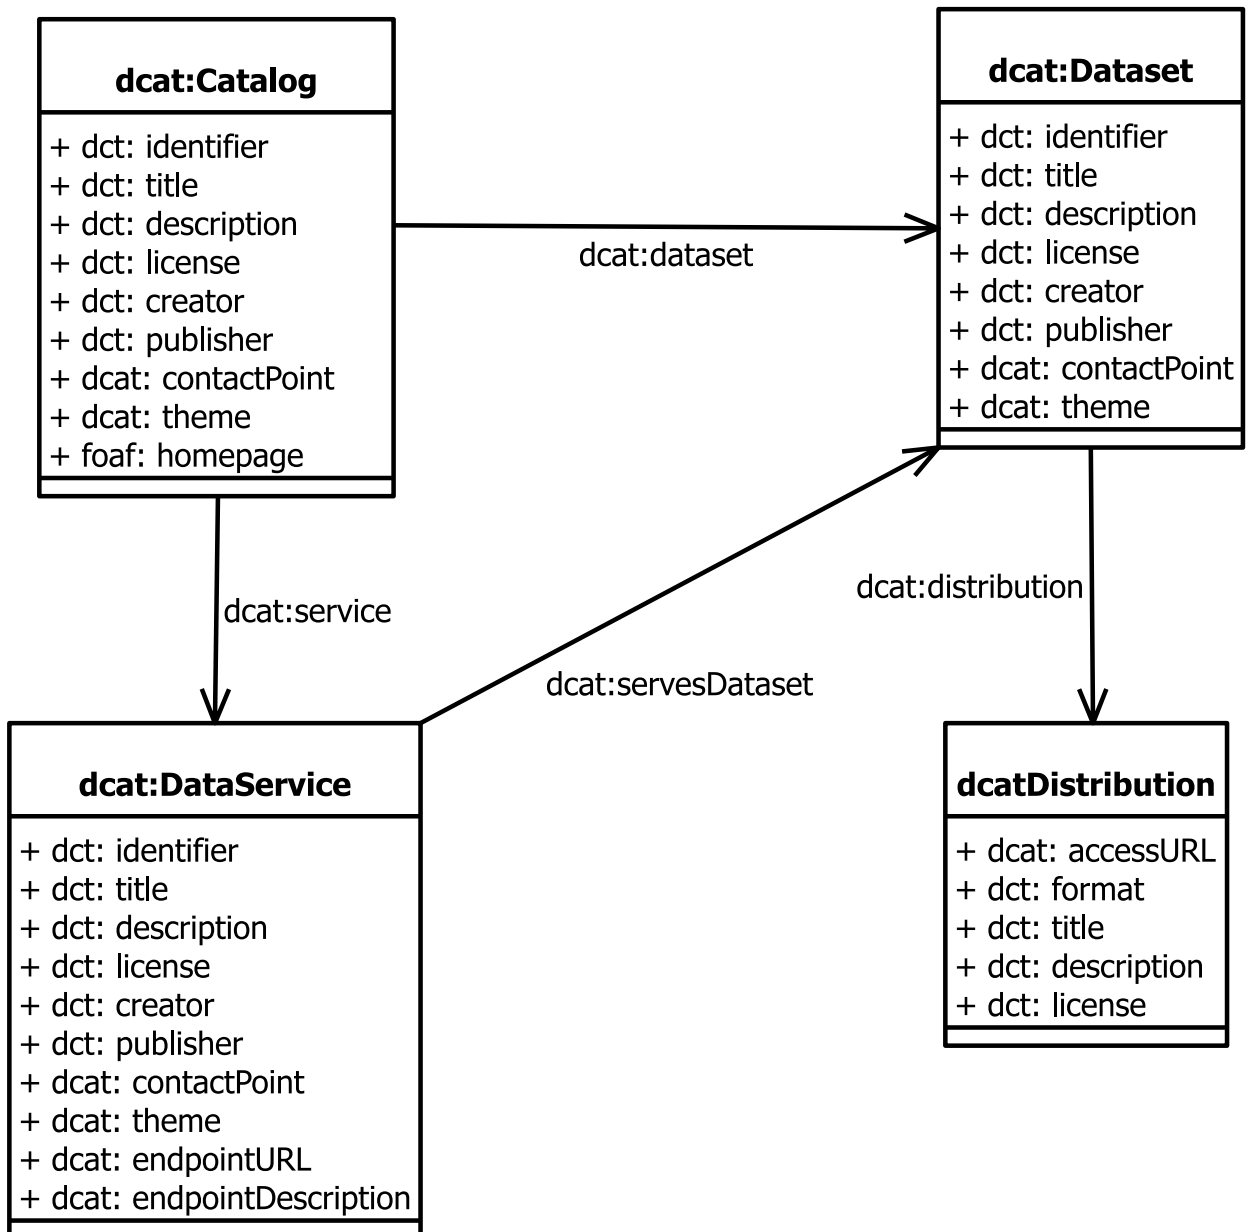 dcat:Catalog
+ dct: identifier
+ dct: title
+ dct: description
+ dct: license
+ dct: creator
+ dct: publisher
+ dcat: contactPoint
+ dcat: theme
+ foaf: homepage
dcat:dataset
dcat:Dataset
+ dct: identifier
+ dct: title
+ dct: description
+ dct: license
+ dct: creator
+ dct: publisher
+ dcat: contactPoint
+ dcat: theme
dcat:service
dcat:servesDataset
dcat:distribution
dcat:DataService
+ dct: identifier
+ dct: title
+ dct: description
+ dct: license
+ dct: creator
+ dct: publisher
+ dcat: contactPoint
+ dcat: theme
+ dcat: endpointURL
+ dcat: endpointDescription
dcatDistribution
+ dcat: accessURL
+ dct: format
+ dct: title
+ dct: description
+ dct: license